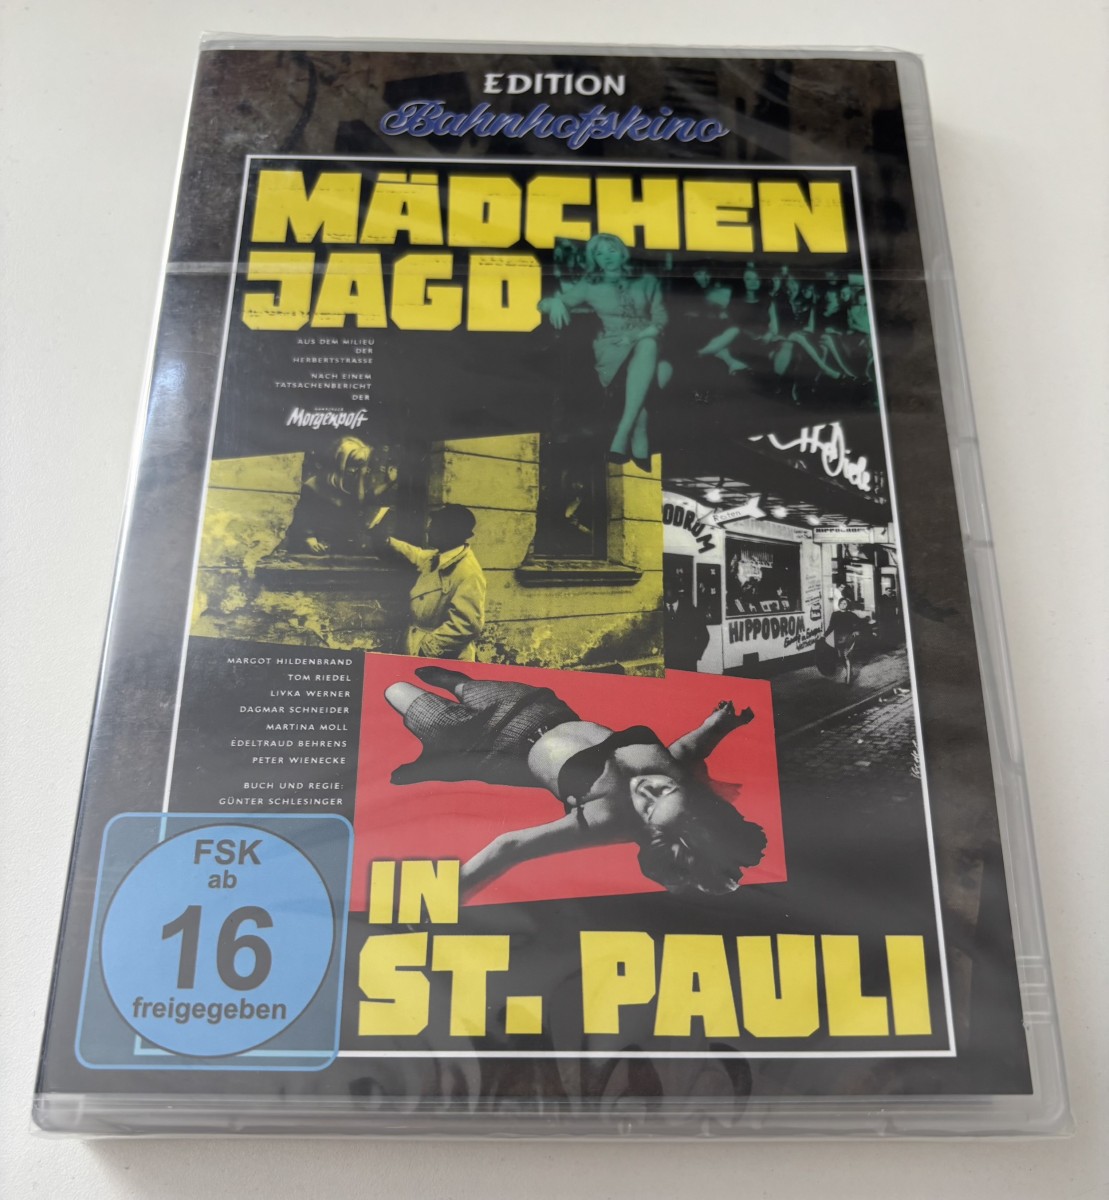 EDITION
Bahnhofskino
MÄDCHEN
JAGD
AUS DEM MILIEU
DER
HERBERTSTRASSE
NACH EINEM
TATSACHENBERICHT
DER
Morgenpost
Reiten
HIPPODROM
HIPPODROM
MARGOT HILDENBRAND
TOM RIEDEL
LIVKA WERNER
DAGMAR SCHNEIDER
MARTINA MOLL
EDELTRAUD BEHRENS
PETER WIENECKE
BUCH UND REGIE:
GÜNTER SCHLESINGER
FSK
ab
16
freigegeben
IN
ST. PAULI